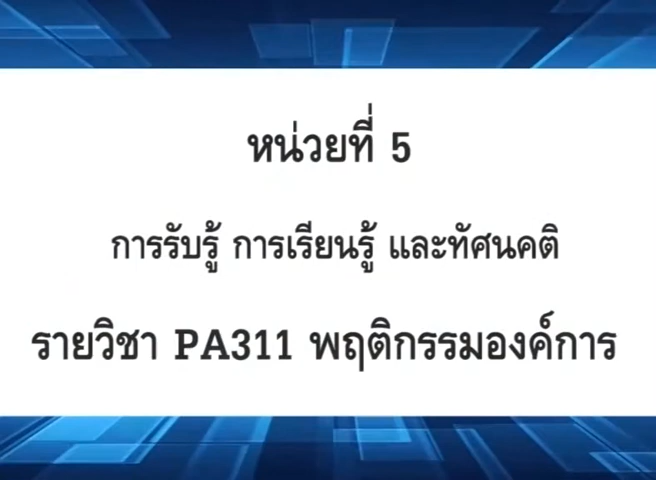 หน่วยที่ 5
การรับรู้ การเรียนรู้ และทัศนคติ
รายวิชา PA311 พฤติกรรมองค์การ